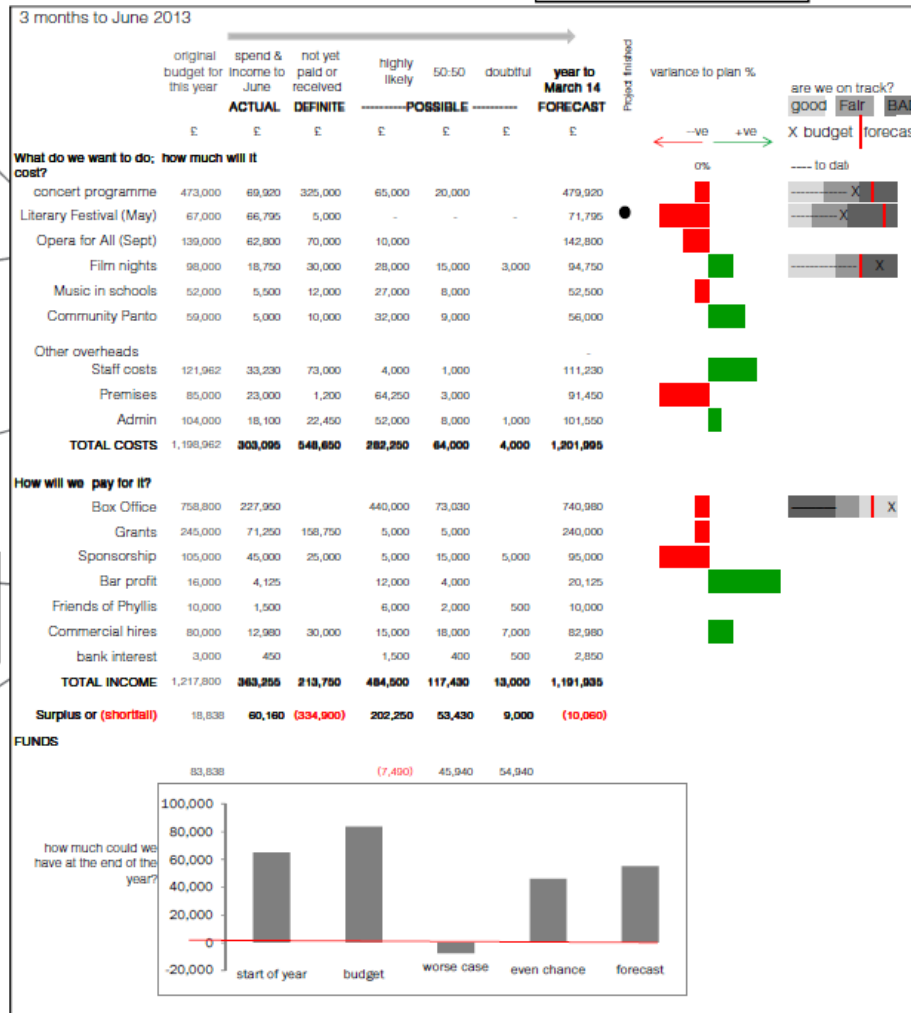 3 months to June 2013
original budget for this year
spend & income to June
not yet paid or received
highly likely
50:50
doubtful
year to March 14
Project finished
variance to plan %
are we on track?
ACTUAL DEFINITE ----------POSSIBLE --------- FORECAST
good Fair BAD
£ £ £ £ £ £ £
--ve +ve
X budget forecas
What do we want to do; how much will it cost?
0%
----- to date
concert programme 473,000 69,920 325,000 65,000 20,000 479,920 X
Literary Festival (May) 67,000 66,795 5,000 - - - 71,795 X
Opera for All (Sept) 139,000 62,800 70,000 10,000 142,800
Film nights 98,000 18,750 30,000 28,000 15,000 3,000 94,750 X
Music in schools 52,000 5,500 12,000 27,000 8,000 52,500
Community Panto 59,000 5,000 10,000 32,000 9,000 56,000
Other overheads -
Staff costs 121,962 33,230 73,000 4,000 1,000 111,230
Premises 85,000 23,000 1,200 64,250 3,000 91,450
Admin 104,000 18,100 22,450 52,000 8,000 1,000 101,550
TOTAL COSTS 1,198,962 303,095 548,650 282,250 64,000 4,000 1,201,995
How will we pay for it?
Box Office 758,800 227,950 440,000 73,030 740,980 X
Grants 245,000 71,250 158,750 5,000 5,000 240,000
Sponsorship 105,000 45,000 25,000 5,000 15,000 5,000 95,000
Bar profit 16,000 4,125 12,000 4,000 20,125
Friends of Phyllis 10,000 1,500 6,000 2,000 500 10,000
Commercial hires 80,000 12,980 30,000 15,000 18,000 7,000 82,980
bank interest 3,000 450 1,500 400 500 2,850
TOTAL INCOME 1,217,800 363,255 213,750 484,500 117,430 13,000 1,191,935
Surplus or (shortfall) 18,838 60,160 (334,900) 202,250 53,430 9,000 (10,060)
FUNDS
83,838 (7,490) 45,940 54,940
how much could we have at the end of the year?
100,000
80,000
60,000
40,000
20,000
0
-20,000
start of year budget worse case even chance forecast